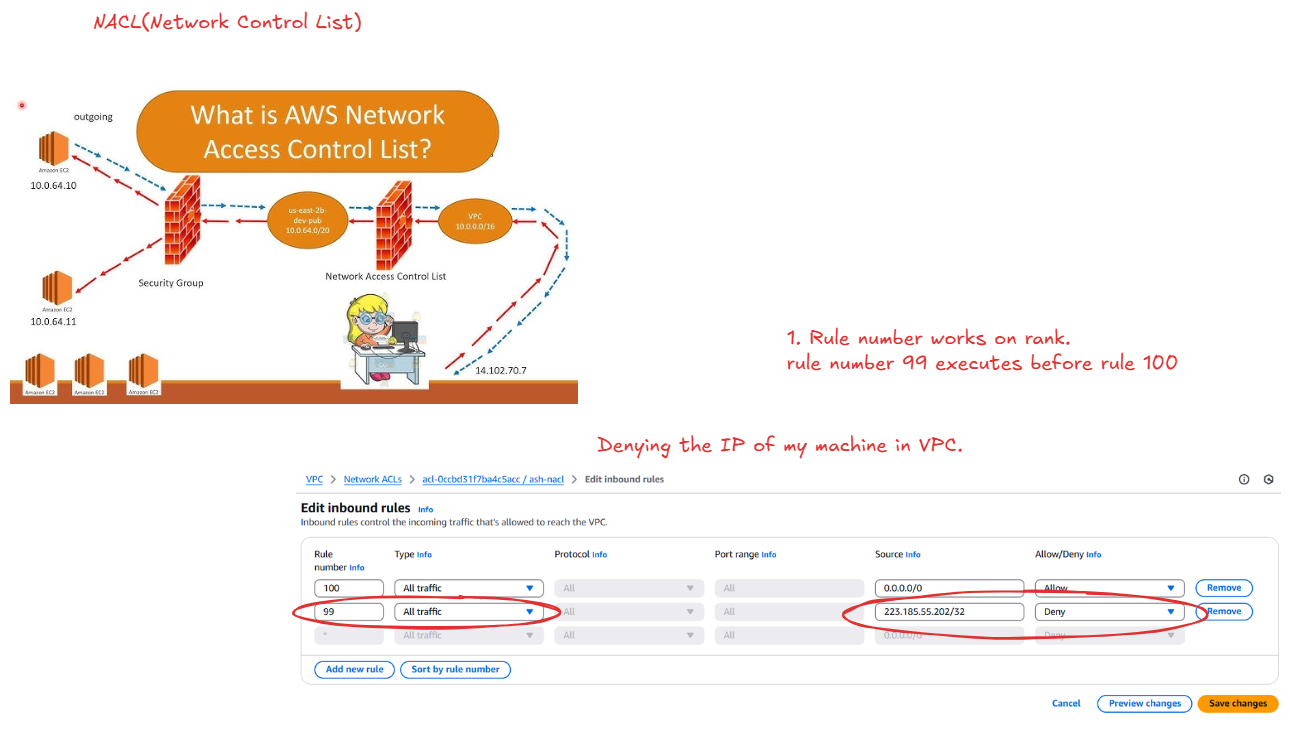 NACL(Network Control List)
What is AWS Network
Access Control List?
outgoing
Amazon EC2
10.0.64.10
us-east-2b-
dev-pub
10.0.64.0/20
VPC
10.0.0.0/16
Security Group
Network Access Control List
Amazon EC2
10.0.64.11
14.102.70.7
Amazon EC2
Amazon EC2
Amazon EC2
1. Rule number works on rank.
rule number 99 executes before rule 100
Denying the IP of my machine in VPC.
VPC > Network ACLs > acl-0ccbd31f7ba4c5acc / ash-nacl > Edit inbound rules
Edit inbound rules Info
Inbound rules control the incoming traffic that's allowed to reach the VPC.
Rule number Info Type Info Protocol Info Port range Info Source Info Allow/Deny Info
100 All traffic All All 0.0.0.0/0 Allow Remove
99 All traffic All All 223.185.55.202/32 Deny Remove
* All traffic All All 0.0.0.0/0 Deny
Add new rule Sort by rule number
Cancel Preview changes Save changes